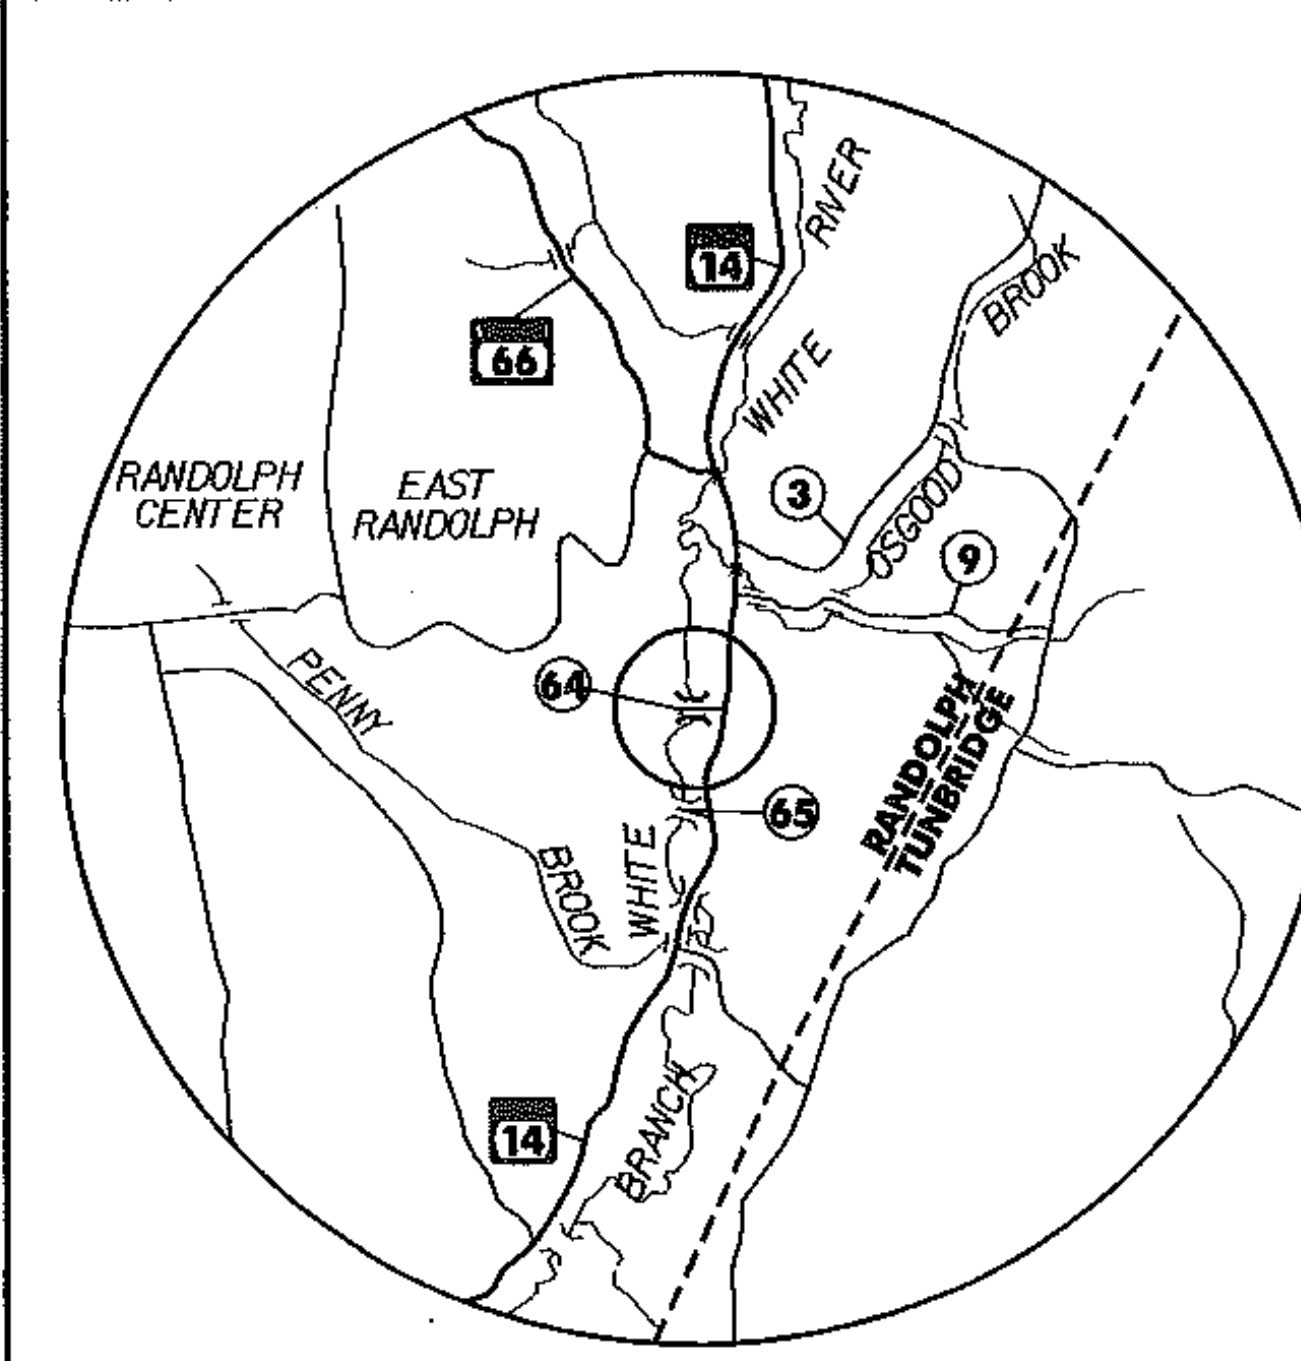 RIVER
14
BROOK
66
WHITE
RANDOLPH
CENTER
EAST
RANDOLPH
3
OSGOOD
9
PENNY
64
RANDOLPH
TUNBRIDGE
65
BROOK
WHITE
BRANCH
14